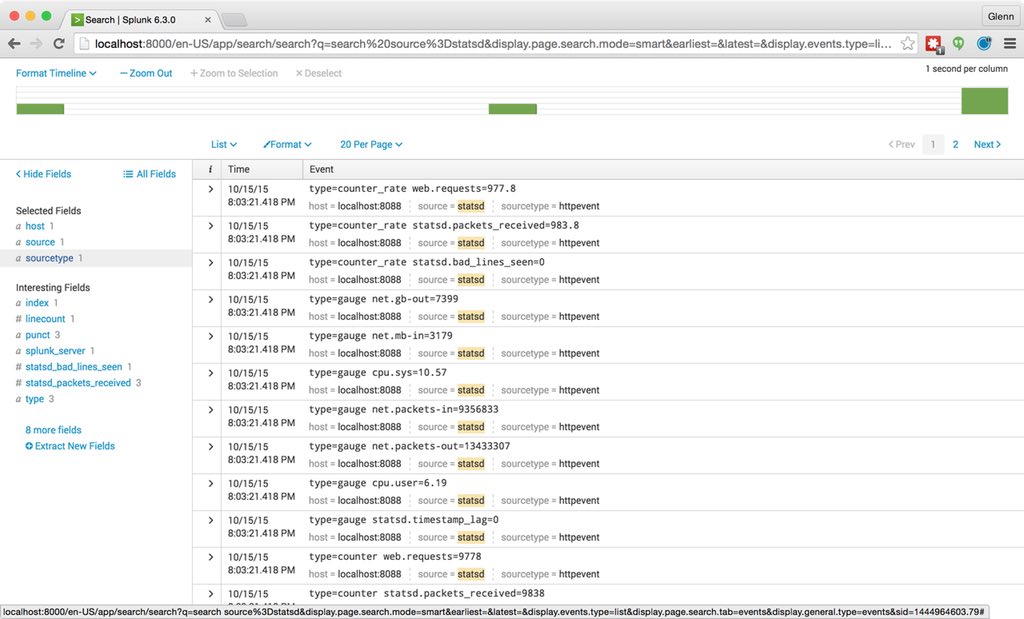 Search | Splunk 6.3.0
Glenn
localhost:8000/en-US/app/search/search?q=search%20source%3Dstatsd&display.page.search.mode=smart&earliest=&latest=&display.events.type=li...
1
Format Timeline
— Zoom Out
+ Zoom to Selection
× Deselect
1 second per column
List
Format
20 Per Page
Prev
1
2
Next
Hide Fields
All Fields
i
Time
Event
Selected Fields
a host 1
a source 1
a sourcetype 1
Interesting Fields
a index 1
# linecount 1
a punct 3
a splunk_server 1
# statsd_bad_lines_seen 1
# statsd_packets_received 3
a type 3
8 more fields
Extract New Fields
10/15/15
8:03:21.418 PM
type=counter_rate web.requests=977.8
host = localhost:8088 source = statsd sourcetype = httpevent
10/15/15
8:03:21.418 PM
type=counter_rate statsd.packets_received=983.8
host = localhost:8088 source = statsd sourcetype = httpevent
10/15/15
8:03:21.418 PM
type=counter_rate statsd.bad_lines_seen=0
host = localhost:8088 source = statsd sourcetype = httpevent
10/15/15
8:03:21.418 PM
type=gauge net.gb-out=7399
host = localhost:8088 source = statsd sourcetype = httpevent
10/15/15
8:03:21.418 PM
type=gauge net.mb-in=3179
host = localhost:8088 source = statsd sourcetype = httpevent
10/15/15
8:03:21.418 PM
type=gauge cpu.sys=10.57
host = localhost:8088 source = statsd sourcetype = httpevent
10/15/15
8:03:21.418 PM
type=gauge net.packets-in=9356833
host = localhost:8088 source = statsd sourcetype = httpevent
10/15/15
8:03:21.418 PM
type=gauge net.packets-out=13433307
host = localhost:8088 source = statsd sourcetype = httpevent
10/15/15
8:03:21.418 PM
type=gauge cpu.user=6.19
host = localhost:8088 source = statsd sourcetype = httpevent
10/15/15
8:03:21.418 PM
type=gauge statsd.timestamp_lag=0
host = localhost:8088 source = statsd sourcetype = httpevent
10/15/15
8:03:21.418 PM
type=counter web.requests=9778
host = localhost:8088 source = statsd sourcetype = httpevent
10/15/15
type=counter statsd.packets_received=9838
localhost:8000/en-US/app/search/search?q=search source%3Dstatsd&display.page.search.mode=smart&earliest=&latest=&display.events.type=list&display.page.search.tab=events&display.general.type=events&sid=1444964603.79#